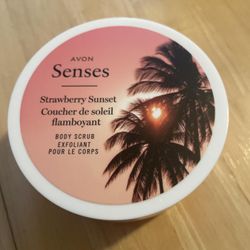 AVON
Senses
Strawberry Sunset
Coucher de soleil
flamboyant
BODY SCRUB
EXFOLIANT
POUR LE CORPS